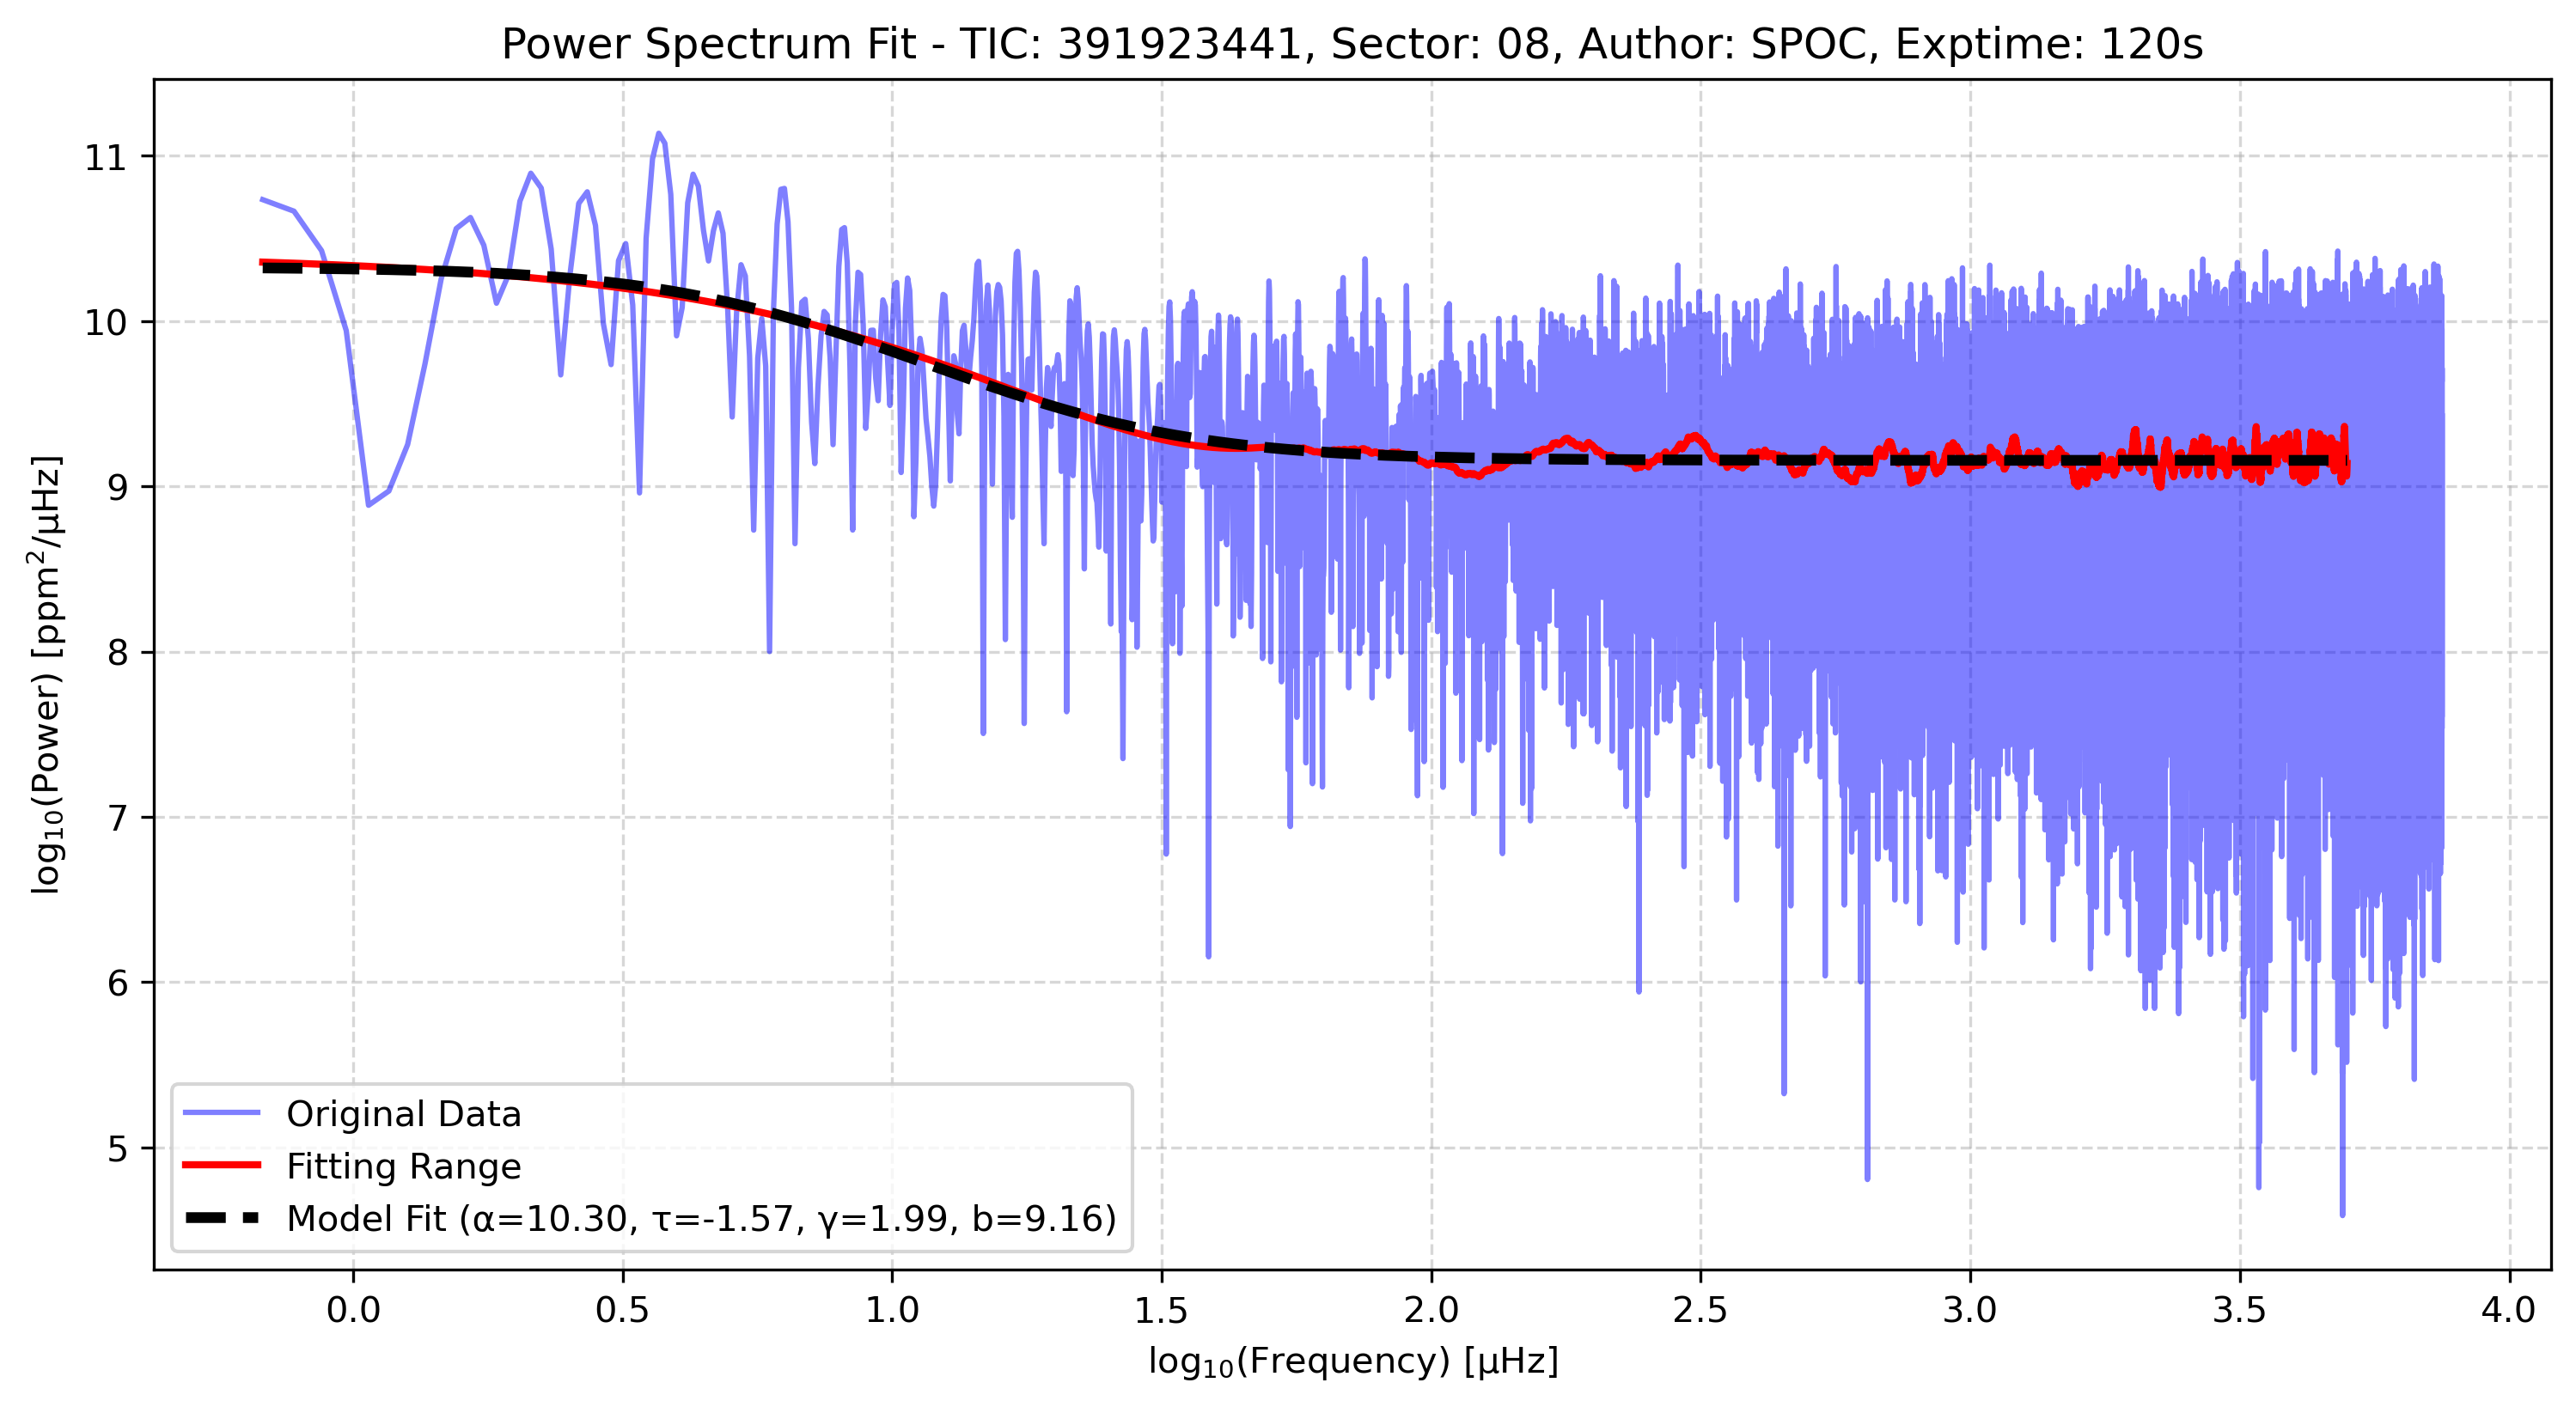 Power Spectrum Fit - TIC: 391923441, Sector: 08, Author: SPOC, Exptime: 120s
log₁₀(Power) [ppm²/μHz]
11
10
9
8
7
6
5
Original Data
Fitting Range
Model Fit (α=10.30, τ=-1.57, γ=1.99, b=9.16)
0.0 0.5 1.0 1.5 2.0 2.5 3.0 3.5 4.0
log₁₀(Frequency) [μHz]